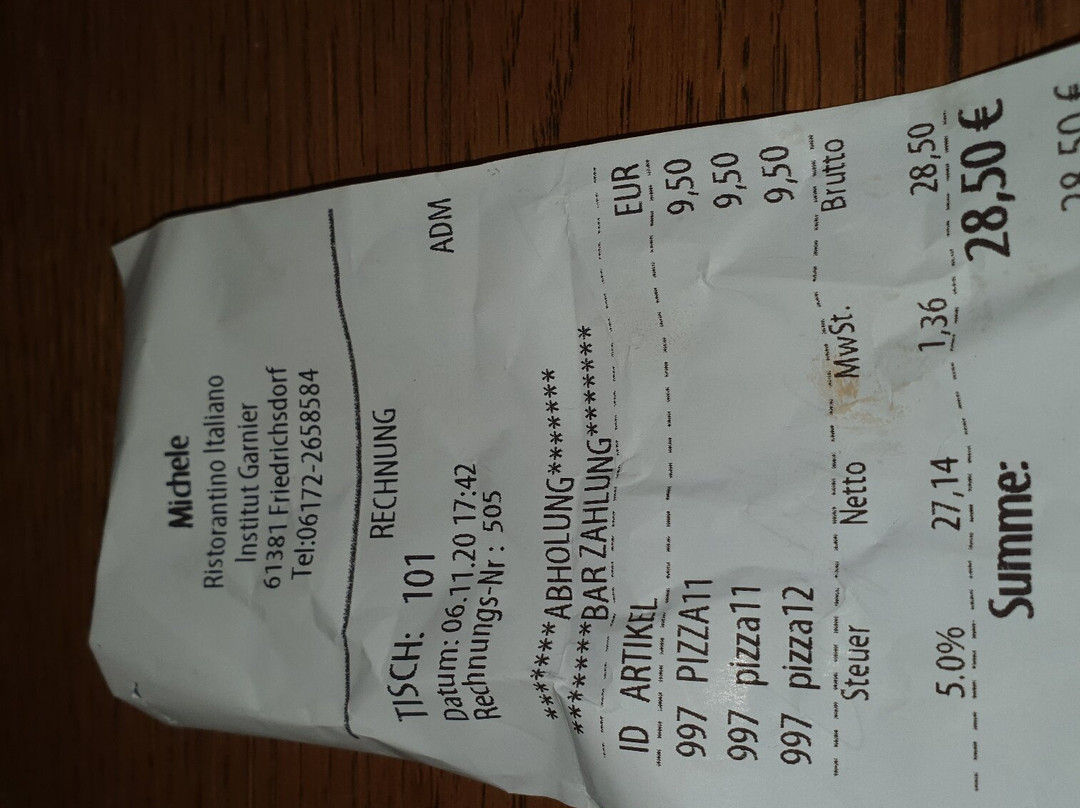 Michele
Ristorantino Italiano
Institut Garnier
61381 Friedrichsdorf
Tel:06172-2658584
RECHNUNG
TISCH: 101
Datum: 06.11.20 17:42 ADM
Rechnungs-Nr: 505
*******ABHOLUNG*******
*******BAR ZAHLUNG*******
ID ARTIKEL EUR
997 PIZZA11 9,50
997 pizza11 9,50
997 pizza12 9,50
Steuer Netto MwSt. Brutto
5.0% 27,14 1,36 28,50
Summe: 28,50 €
28,50 €